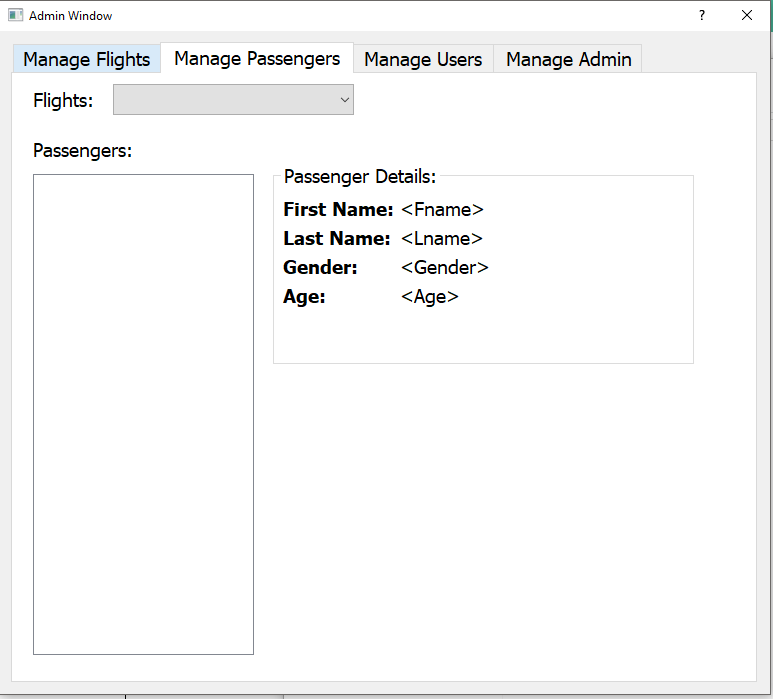 Admin Window ?
Manage Flights Manage Passengers Manage Users Manage Admin
Flights:
Passengers:
Passenger Details:
First Name: <Fname>
Last Name: <Lname>
Gender: <Gender>
Age: <Age>